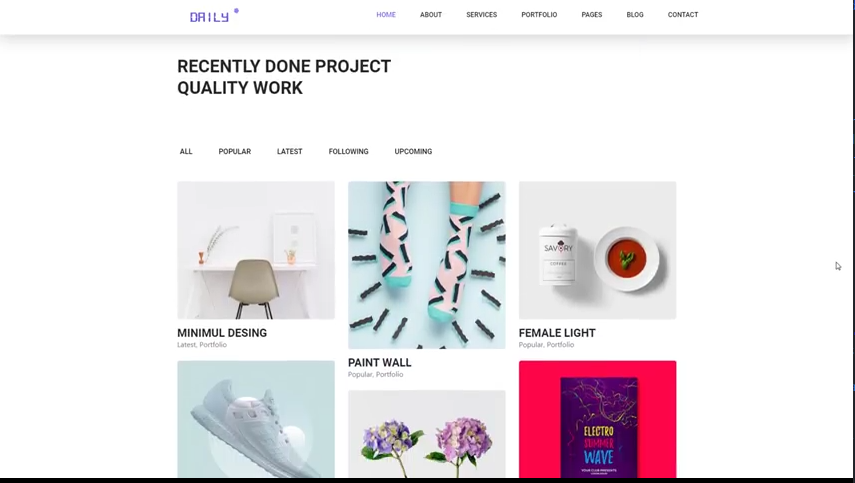 DAILY
HOME ABOUT SERVICES PORTFOLIO PAGES BLOG CONTACT
RECENTLY DONE PROJECT
QUALITY WORK
ALL POPULAR LATEST FOLLOWING UPCOMING
SAVORY
COFFEE
MINIMUL DESING
Latest, Portfolio
PAINT WALL
Popular, Portfolio
FEMALE LIGHT
Popular, Portfolio
ELECTRO
SUMMER
WAVE
YOUR CLUB PRESENTS